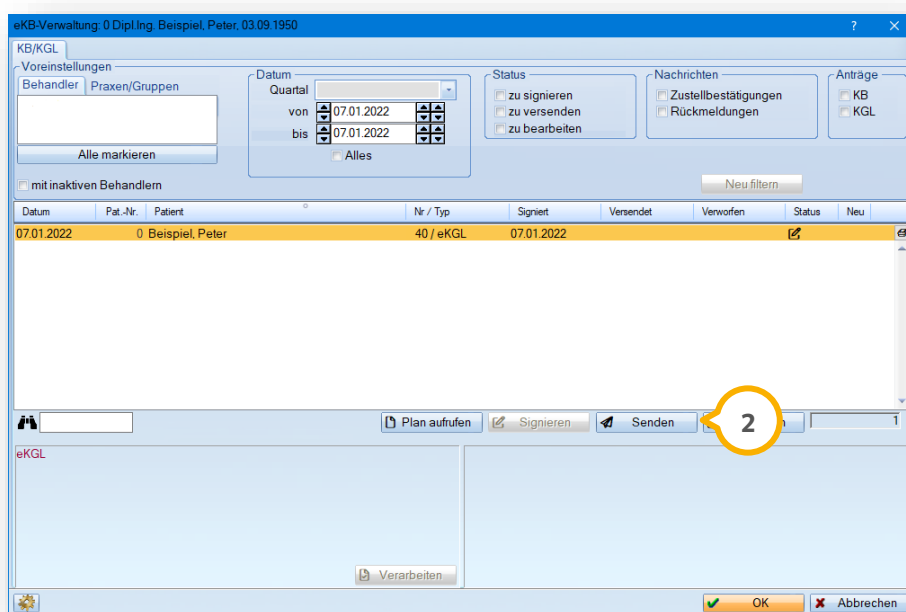 eKB-Verwaltung: 0 Dipl.Ing. Beispiel, Peter, 03.09.1950
?
KB/KGL
Voreinstellungen
Behandler Praxen/Gruppen
Alle markieren
mit inaktiven Behandlern
Datum
Quartal
von 07.01.2022
bis 07.01.2022
Alles
Status
zu signieren
zu versenden
zu bearbeiten
Nachrichten
Zustellbestätigungen
Rückmeldungen
Anträge
KB
KGL
Neu filtern
Datum Pat.-Nr. Patient Nr / Typ Signiert Versendet Verworfen Status Neu
07.01.2022 0 Beispiel, Peter 40 / eKGL 07.01.2022
Plan aufrufen Signieren Senden 2 n 1
eKGL
Verarbeiten
OK Abbrechen